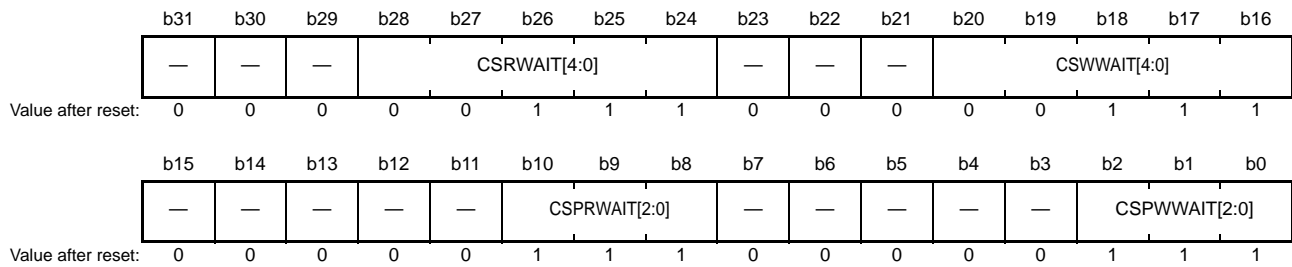 b31 b30 b29 b28 b27 b26 b25 b24 b23 b22 b21 b20 b19 b18 b17 b16
— — — CSRWAIT[4:0] — — — CSWWAIT[4:0]
Value after reset: 0 0 0 0 0 1 1 1 0 0 0 0 0 1 1 1
b15 b14 b13 b12 b11 b10 b9 b8 b7 b6 b5 b4 b3 b2 b1 b0
— — — — — CSPRWAIT[2:0] — — — — — CSPWWAIT[2:0]
Value after reset: 0 0 0 0 0 1 1 1 0 0 0 0 0 1 1 1